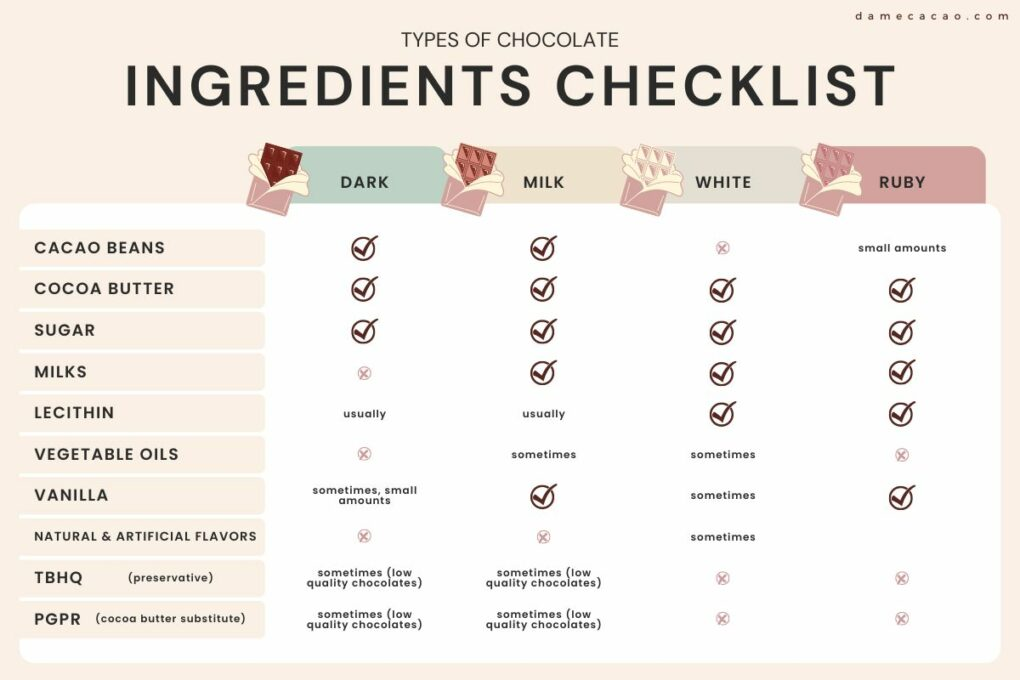 damecacao.com
TYPES OF CHOCOLATE
INGREDIENTS CHECKLIST
DARK MILK WHITE RUBY
CACAO BEANS small amounts
COCOA BUTTER
SUGAR
MILKS
LECITHIN usually usually
VEGETABLE OILS sometimes sometimes
VANILLA sometimes, small
amounts sometimes
NATURAL & ARTIFICIAL FLAVORS sometimes
TBHQ (preservative) sometimes (low
quality chocolates) sometimes (low
quality chocolates)
PGPR (cocoa butter substitute) sometimes (low
quality chocolates) sometimes (low
quality chocolates)